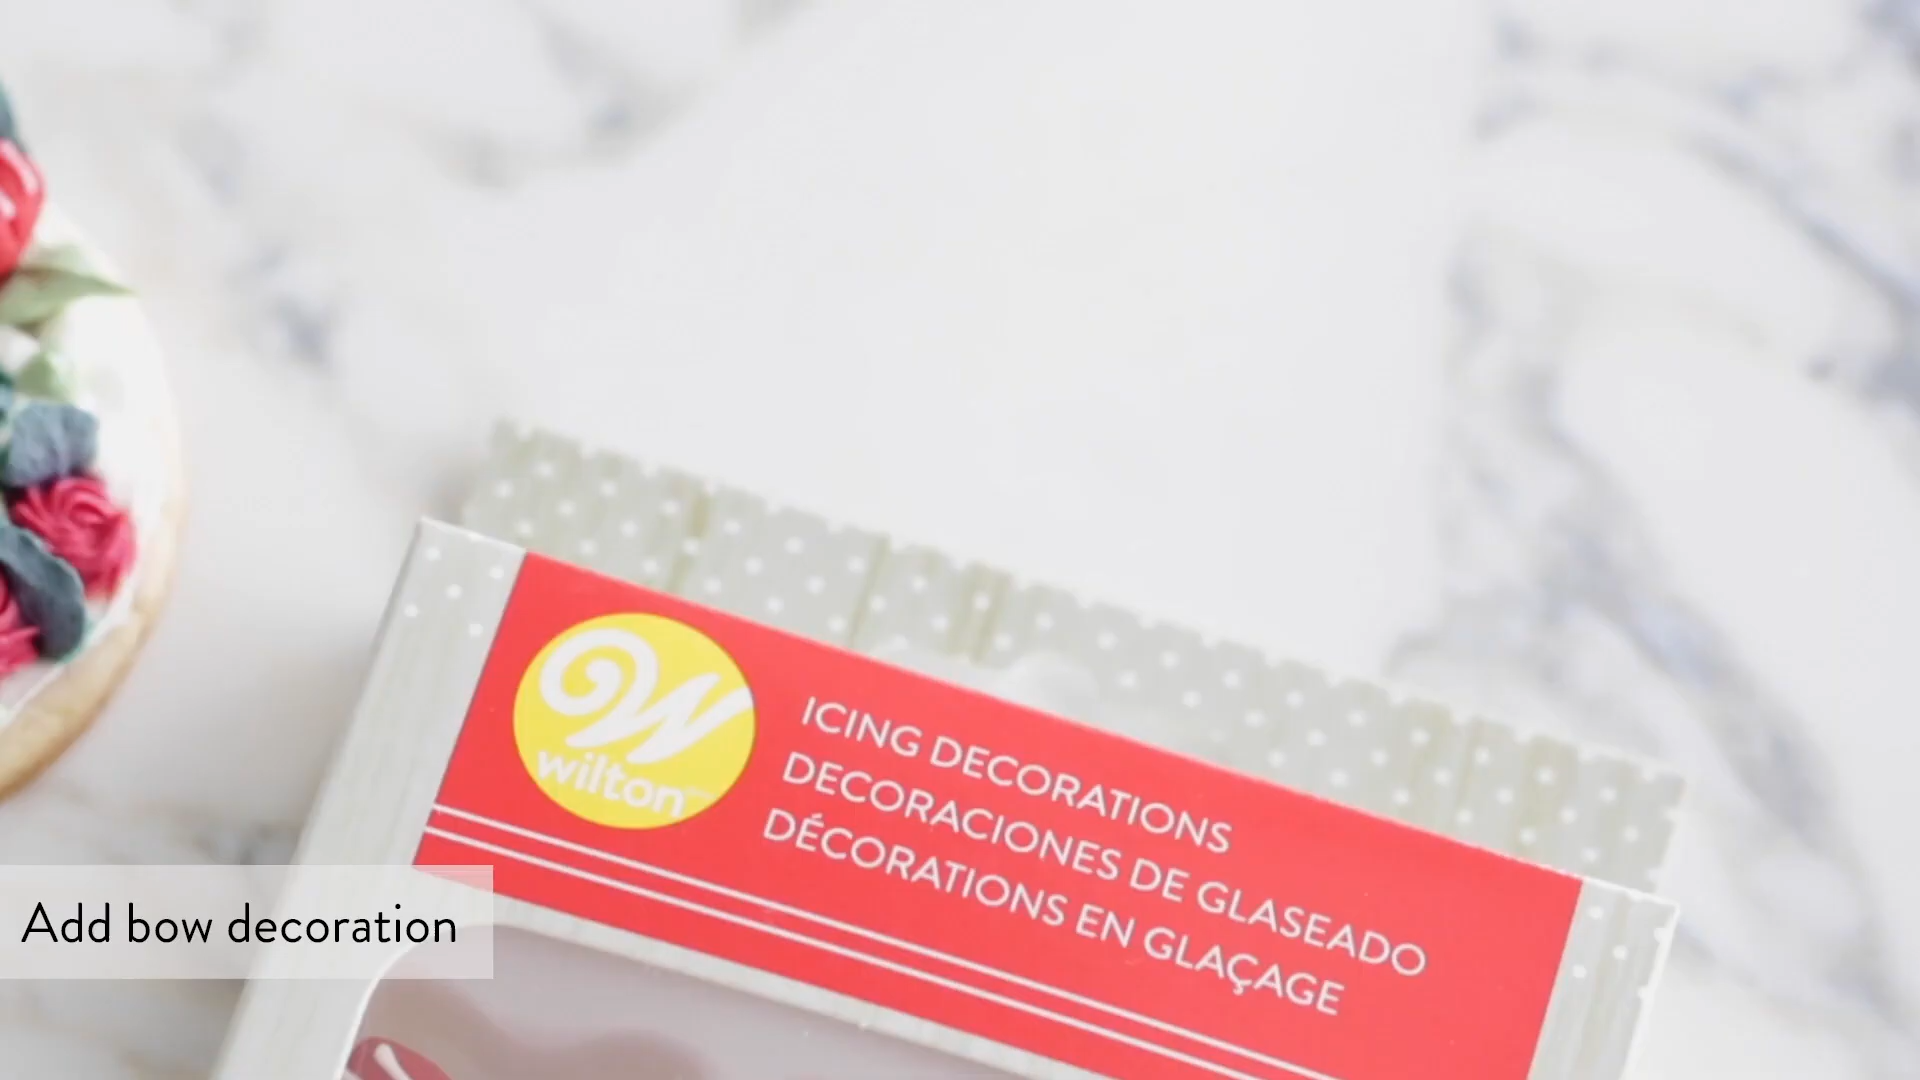 wilton
ICING DECORATIONS
DECORACIONES DE GLASEADO
DÉCORATIONS EN GLAÇAGE
Add bow decoration